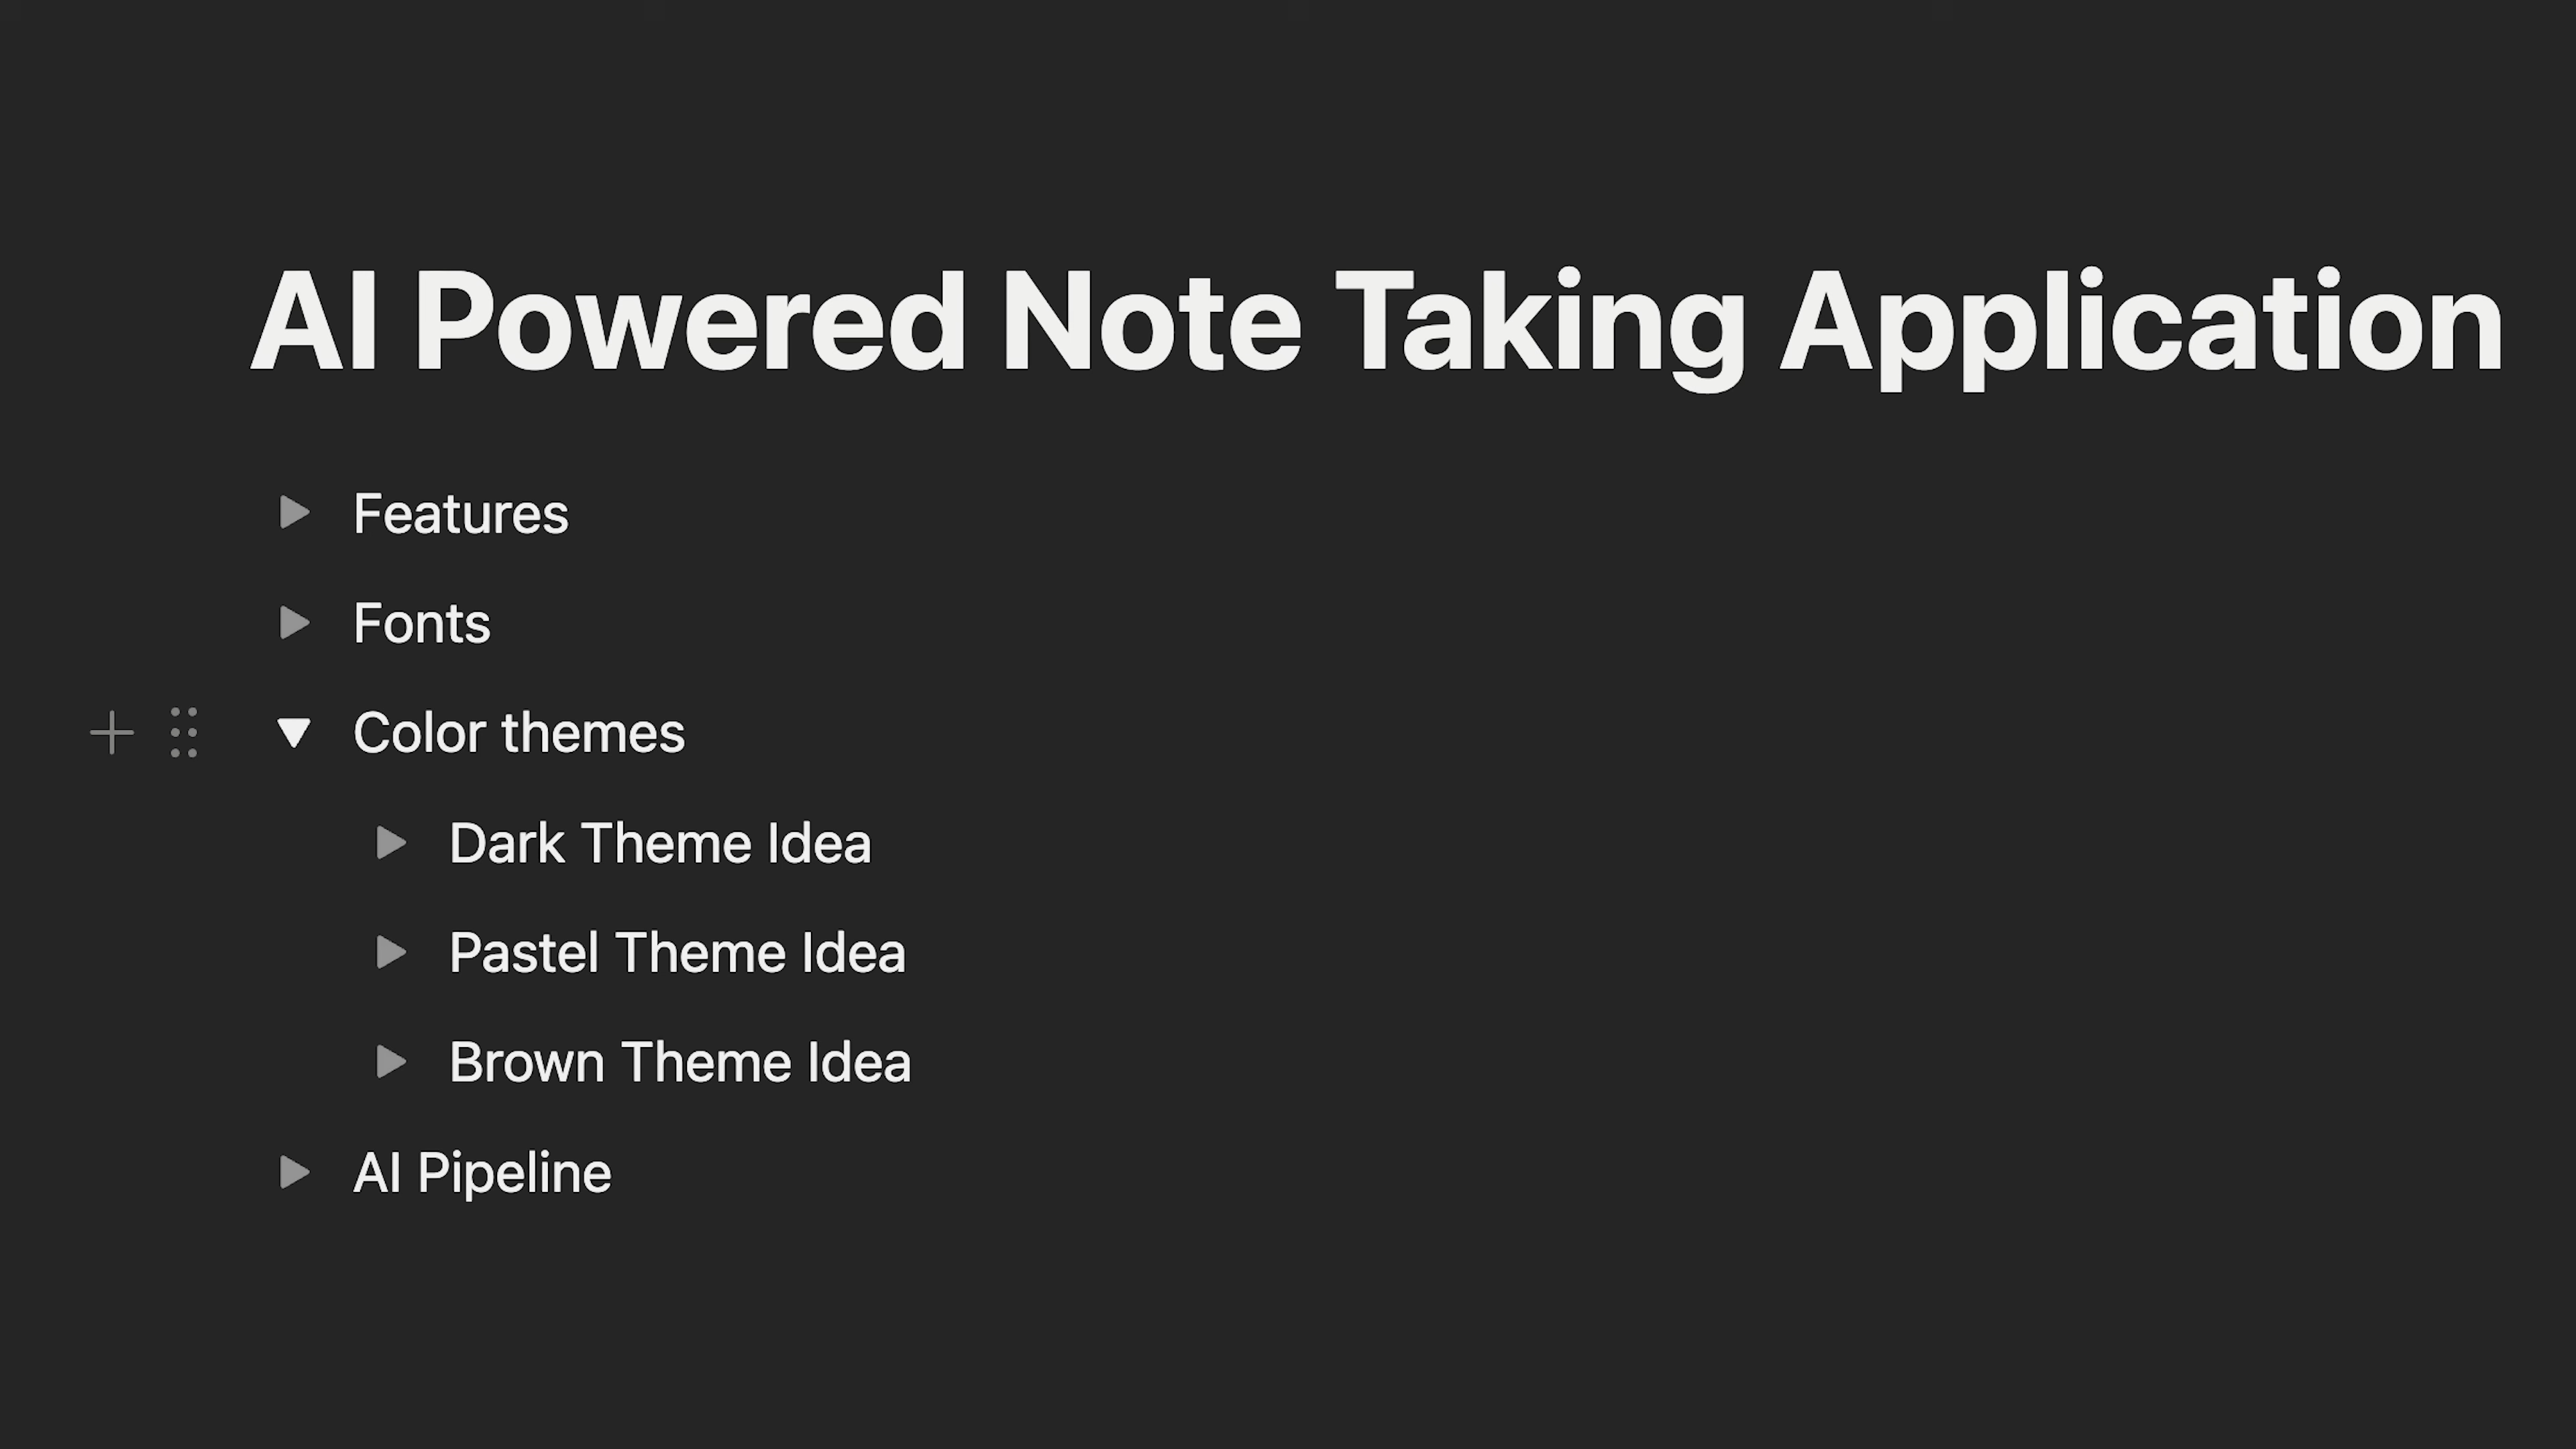 AI Powered Note Taking Application
Features
Fonts
Color themes
Dark Theme Idea
Pastel Theme Idea
Brown Theme Idea
AI Pipeline